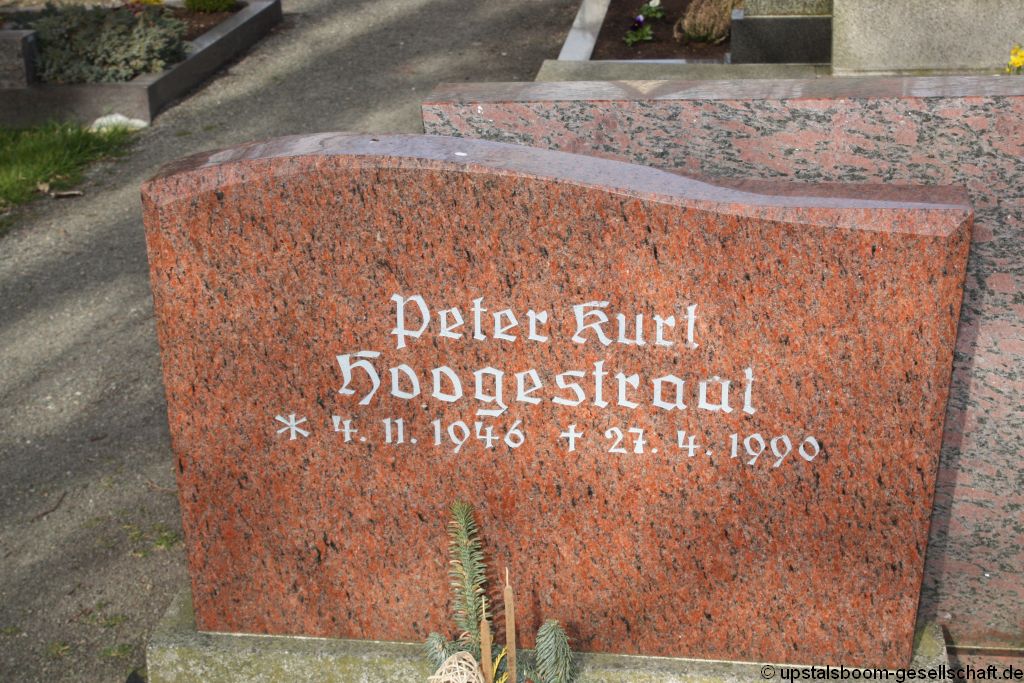 Peter Kurt
Hoogestraat
* 4. 11. 1946 † 27. 4. 1990
© upstalsboom-gesellschaft.de